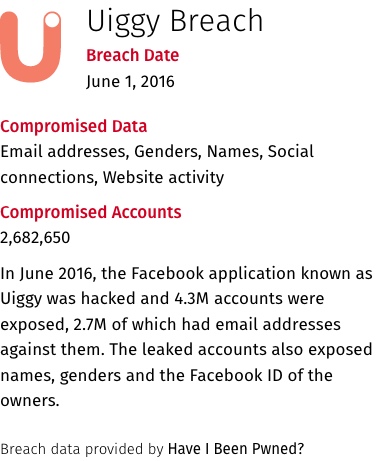 Uiggy Breach
Breach Date
June 1, 2016
Compromised Data
Email addresses, Genders, Names, Social
connections, Website activity
Compromised Accounts
2,682,650
In June 2016, the Facebook application known as
Uiggy was hacked and 4.3M accounts were
exposed, 2.7M of which had email addresses
against them. The leaked accounts also exposed
names, genders and the Facebook ID of the
owners.
Breach data provided by Have I Been Pwned?